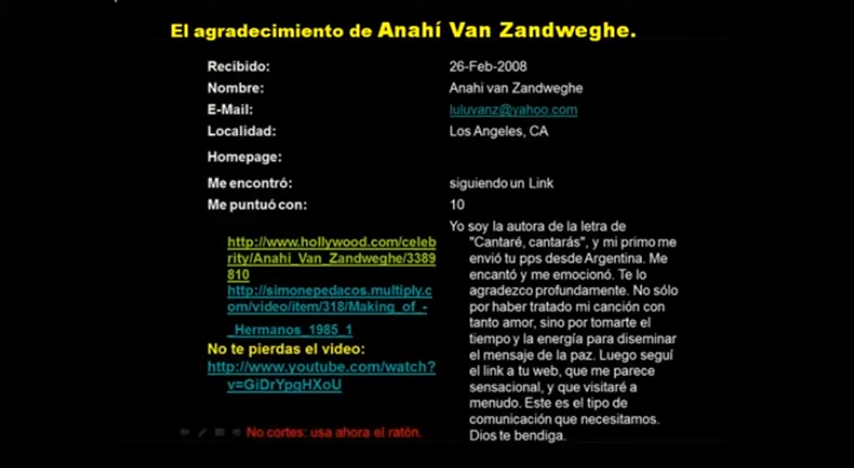 El agradecimiento de Anahí Van Zandweghe.
Recibido: 26-Feb-2008
Nombre: Anahi van Zandweghe
E-Mail: luluvanz@yahoo.com
Localidad: Los Angeles, CA
Homepage:
Me encontró: siguiendo un Link
Me puntuó con: 10
http://www.hollywood.com/celeb
rity/Anahi_Van_Zandweghe/3389
810
http://simonepedacos.multiply.c
om/video/item/318/Making_of_-
_Hermanos_1985_1
No te pierdas el video:
http://www.youtube.com/watch?
v=GiDrYpqHXoU
No cortes: usa ahora el ratón.
Yo soy la autora de la letra de
"Cantaré, cantarás", y mi primo me
envió tu pps desde Argentina. Me
encantó y me emocionó. Te lo
agradezco profundamente. No sólo
por haber tratado mi canción con
tanto amor, sino por tomarte el
tiempo y la energía para diseminar
el mensaje de la paz. Luego seguí
el link a tu web, que me parece
sensacional, y que visitaré a
menudo. Este es el tipo de
comunicación que necesitamos.
Dios te bendiga.